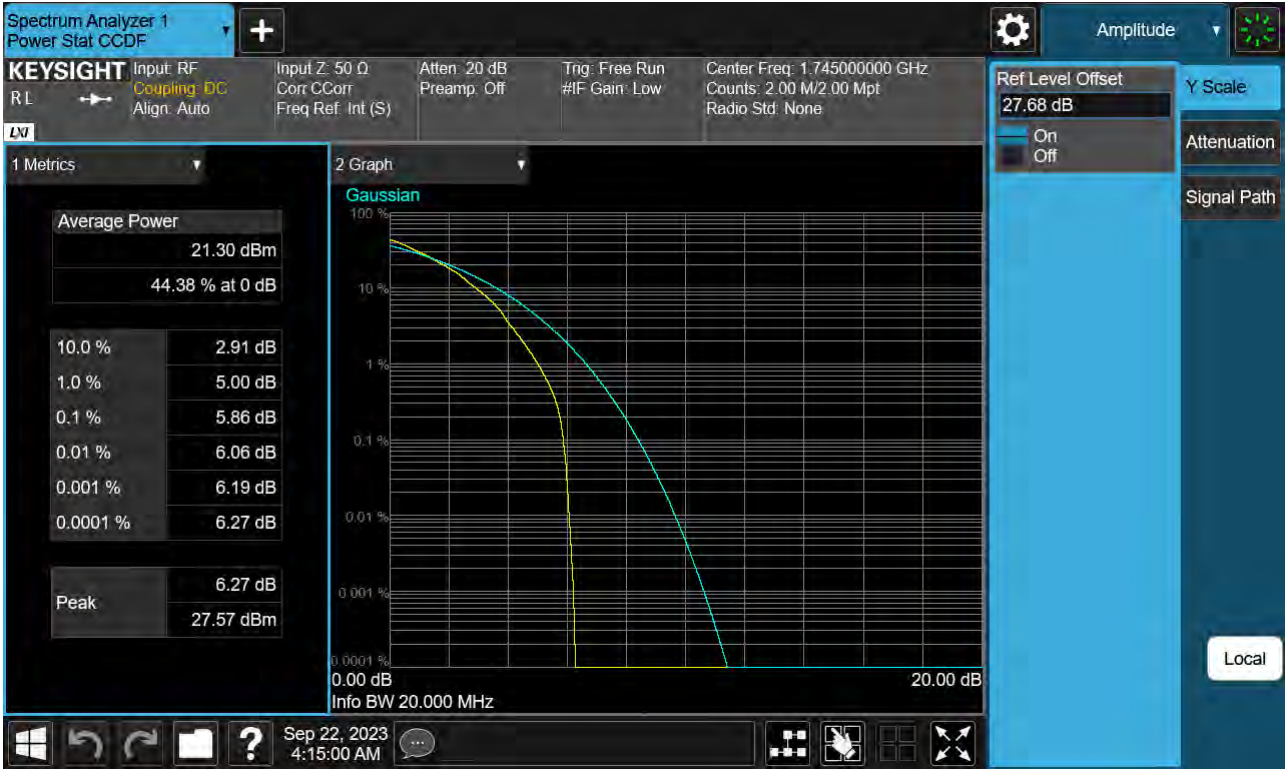 Spectrum Analyzer 1
Power Stat CCDF
Amplitude
KEYSIGHT
R L
LXI
Input: RF
Coupling: DC
Align: Auto
Input Z: 50 Ω
Corr CCorr
Freq Ref: Int (S)
Atten: 20 dB
Preamp: Off
Trig: Free Run
#IF Gain: Low
Center Freq: 1.745000000 GHz
Counts: 2.00 M/2.00 Mpt
Radio Std: None
Ref Level Offset
27.68 dB
On
Off
Y Scale
Attenuation
Signal Path
Local
1 Metrics
Average Power
21.30 dBm
44.38 % at 0 dB
10.0 % 2.91 dB
1.0 % 5.00 dB
0.1 % 5.86 dB
0.01 % 6.06 dB
0.001 % 6.19 dB
0.0001 % 6.27 dB
Peak
6.27 dB
27.57 dBm
2 Graph
Gaussian
100 %
10 %
1 %
0.1 %
0.01 %
0.001 %
0.0001 %
0.00 dB 20.00 dB
Info BW 20.000 MHz
?
Sep 22, 2023
4:15:00 AM